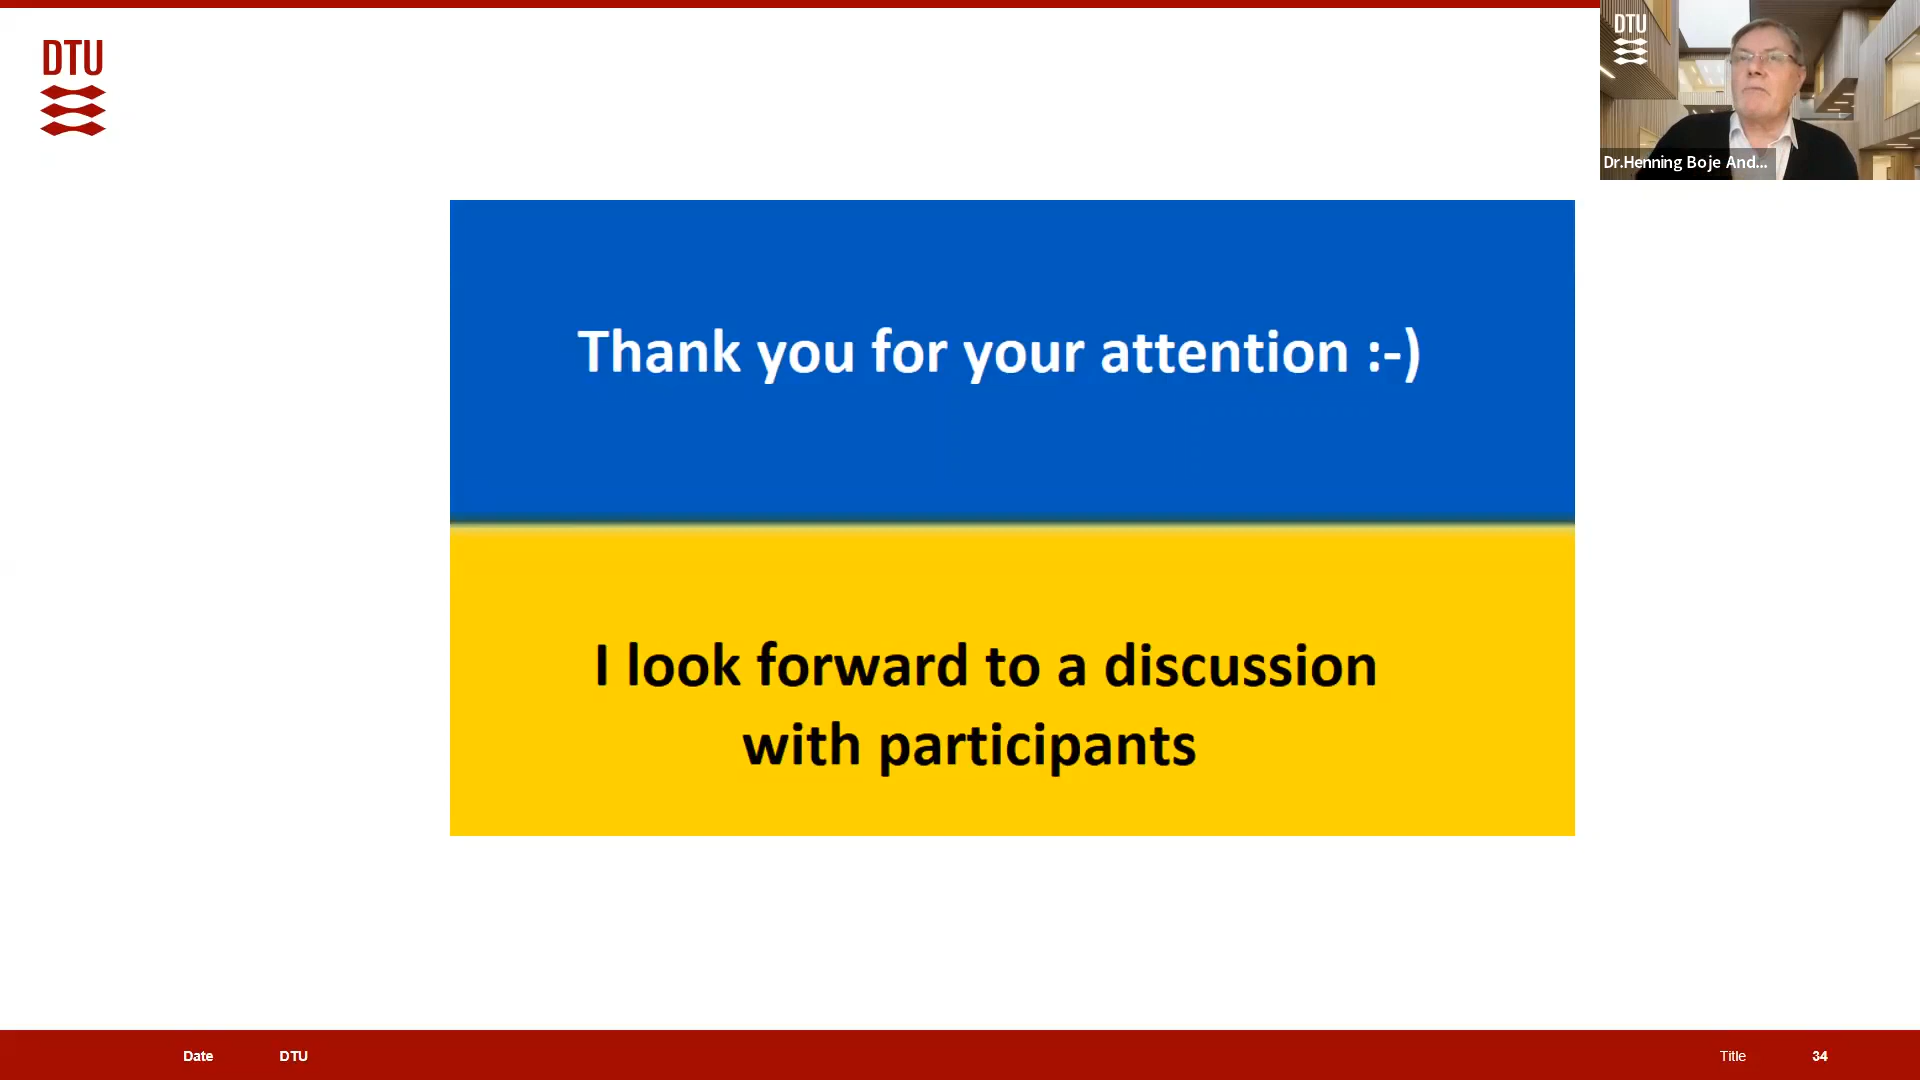 DTU
DTU
Dr.Henning Boje And...
Thank you for your attention :-)
I look forward to a discussion
with participants
Date DTU Title 34